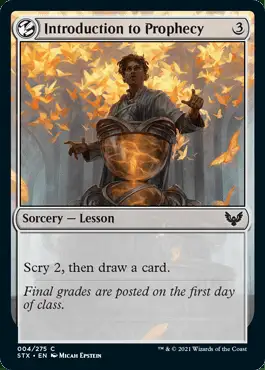 Introduction to Prophecy 3
Sorcery — Lesson
Scry 2, then draw a card.
Final grades are posted on the first day
of class.
004/275 C
STX • EN MICAH EPSTEIN
™ & © 2021 Wizards of the Coast